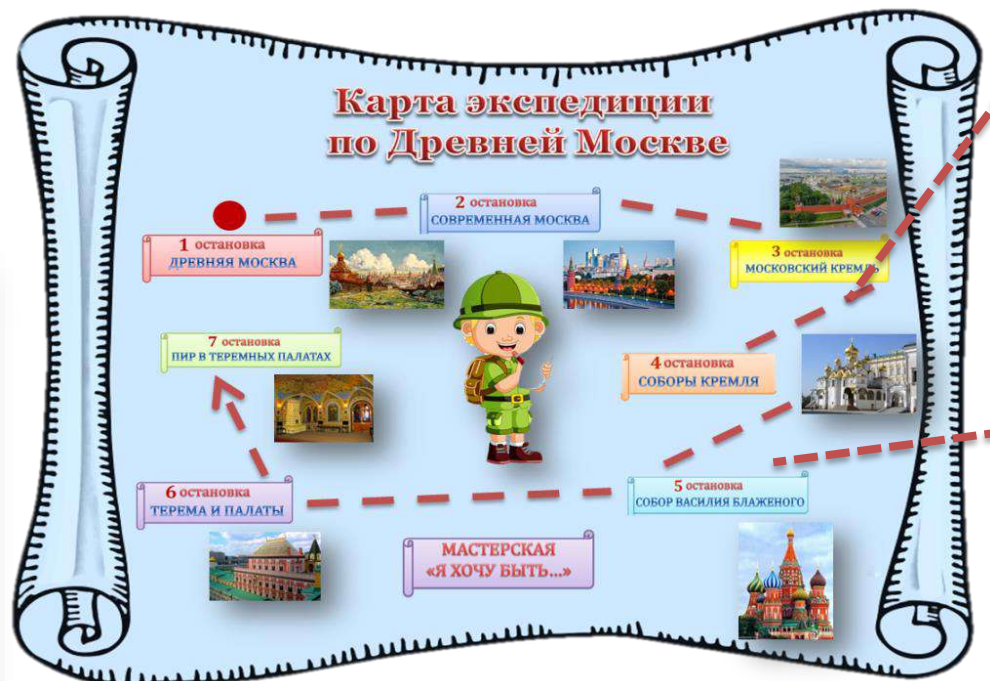 Карта экспедиции
по Древней Москве
1 остановка
ДРЕВНЯЯ МОСКВА
2 остановка
СОВРЕМЕННАЯ МОСКВА
3 остановка
МОСКОВСКИЙ КРЕМЛЬ
4 остановка
СОБОРЫ КРЕМЛЯ
5 остановка
СОБОР ВАСИЛИЯ БЛАЖЕНОГО
6 остановка
ТЕРЕМА И ПАЛАТЫ
7 остановка
ПИР В ТЕРЕМНЫХ ПАЛАТАХ
МАСТЕРСКАЯ
«Я ХОЧУ БЫТЬ...»